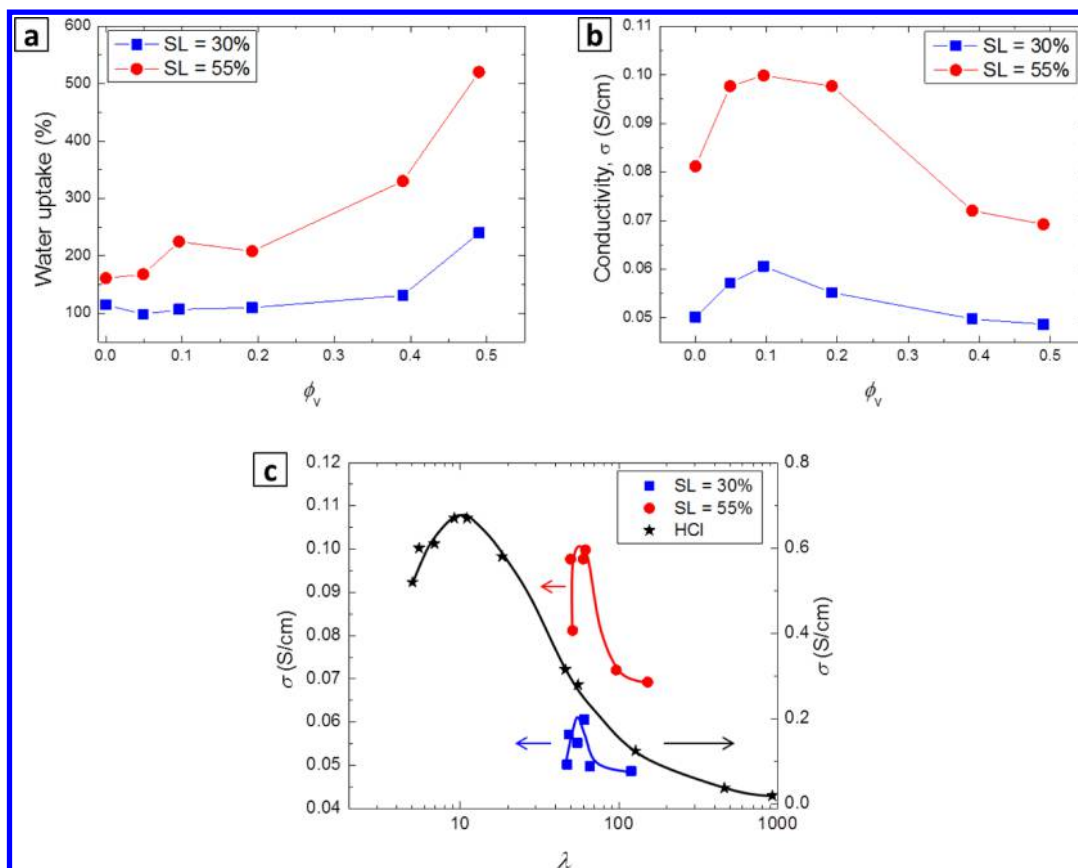 a
600
500
400
300
200
100
Water uptake (%)
SL = 30%
SL = 55%
0.0 0.1 0.2 0.3 0.4 0.5
ϕv
b
0.10
0.09
0.08
0.07
0.06
0.05
Conductivity, σ (S/cm)
SL = 30%
SL = 55%
0.0 0.1 0.2 0.3 0.4 0.5
ϕv
c
0.12
0.11
0.10
0.09
0.08
0.07
0.06
0.05
0.04
σ (S/cm)
SL = 30%
SL = 55%
HCl
0.8
0.6
0.4
0.2
0.0
σ (S/cm)
10 100 1000
λ